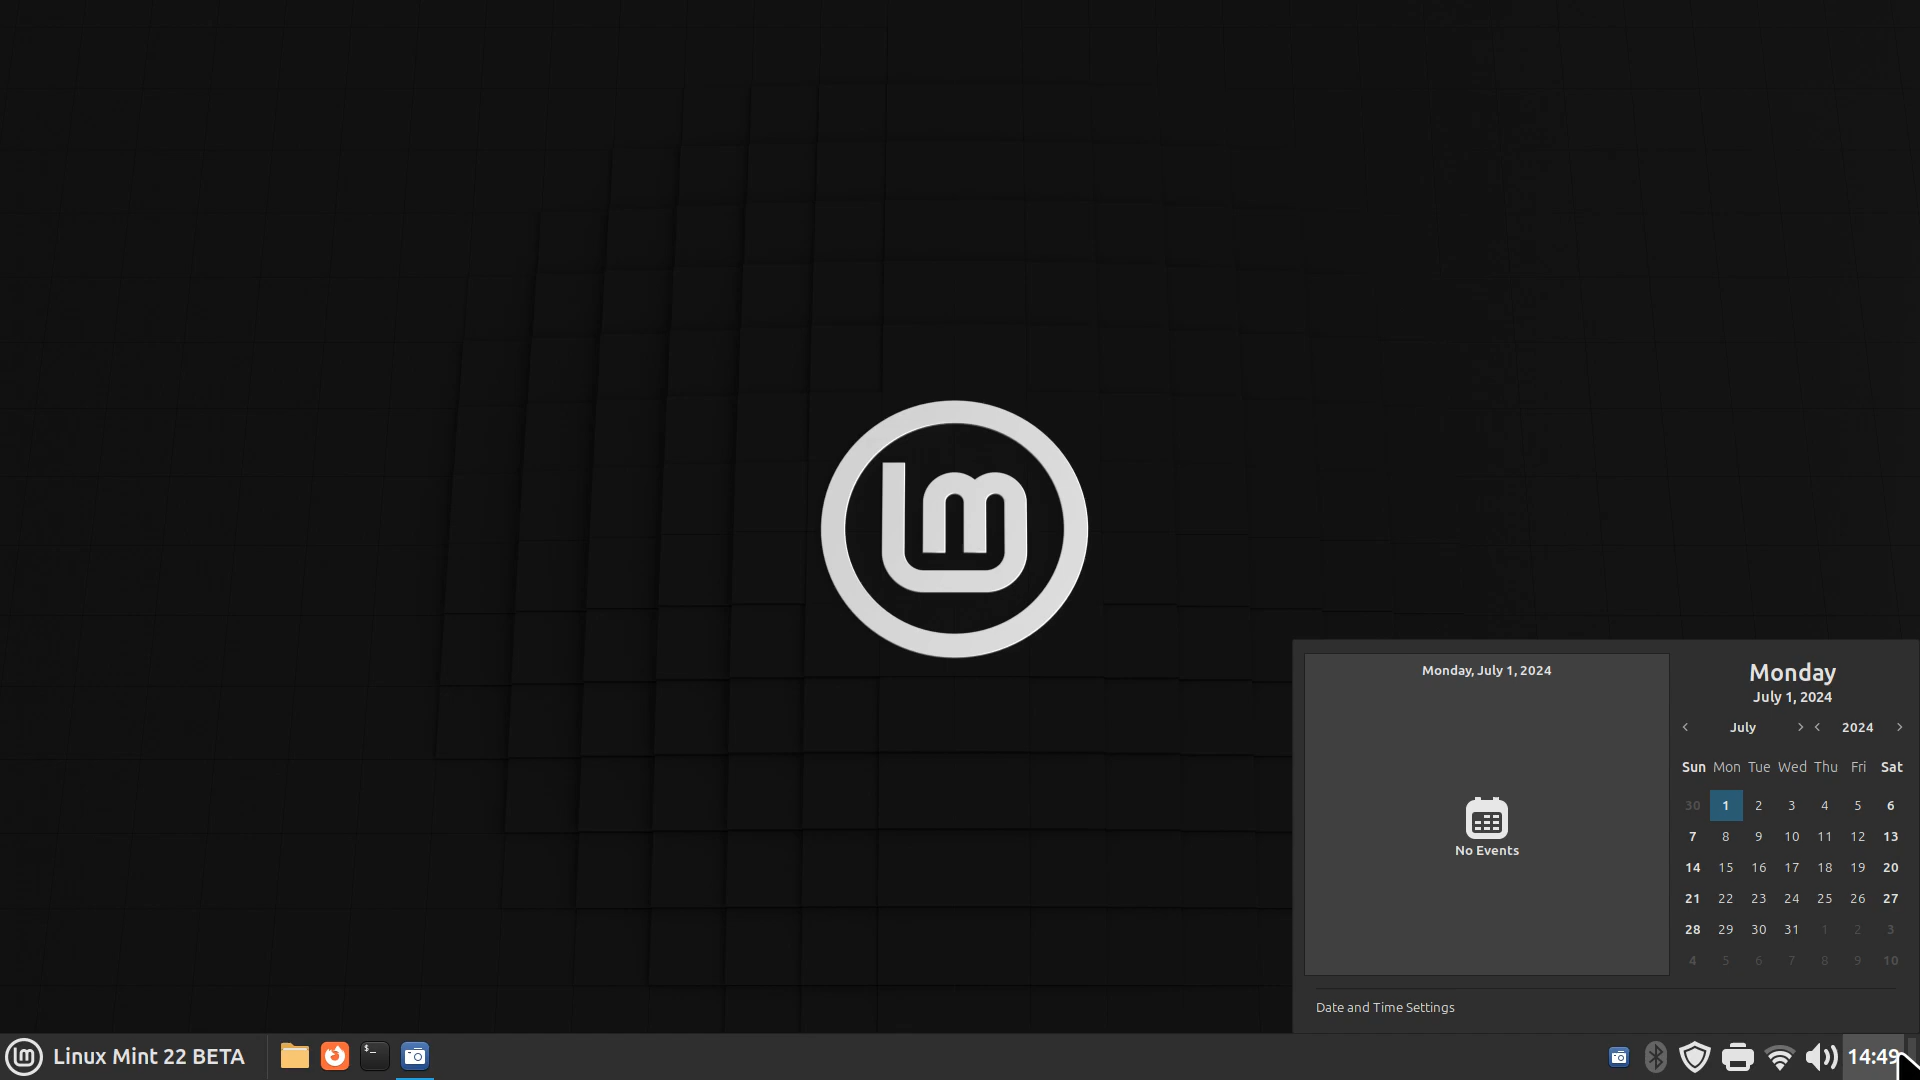 Monday, July 1, 2024
No Events
Monday
July 1, 2024
July 2024
Sun Mon Tue Wed Thu Fri Sat
30 1 2 3 4 5 6
7 8 9 10 11 12 13
14 15 16 17 18 19 20
21 22 23 24 25 26 27
28 29 30 31 1 2 3
4 5 6 7 8 9 10
Date and Time Settings
Linux Mint 22 BETA
$_
14:49